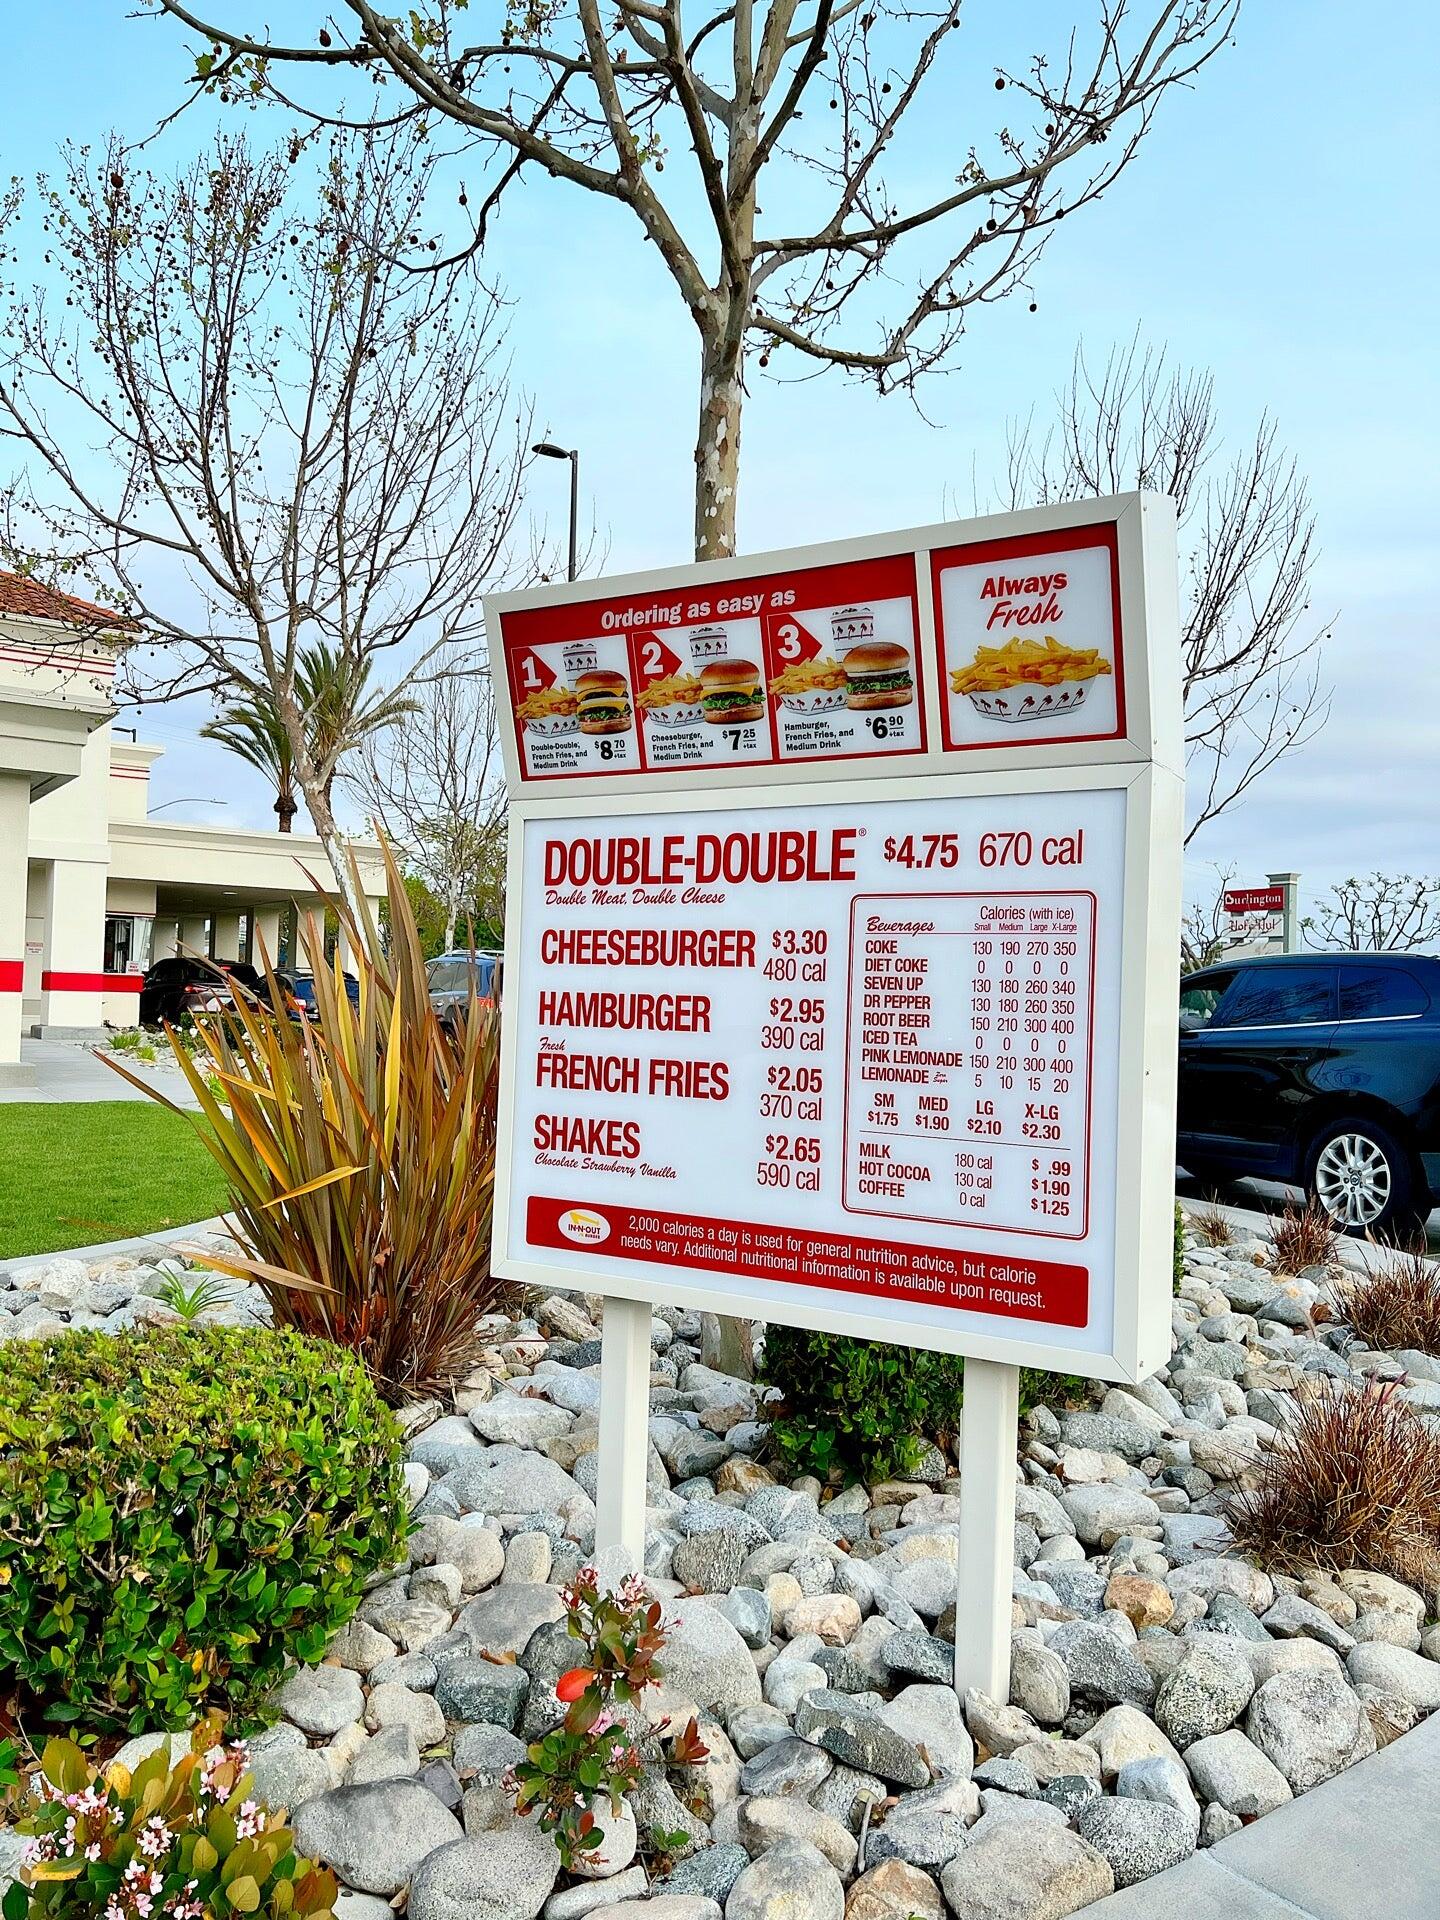 Ordering as easy as
1
Double-Double,
French Fries, and
Medium Drink
$8 70
+tax
2
Cheeseburger,
French Fries, and
Medium Drink
$7 25
+tax
3
Hamburger,
French Fries, and
Medium Drink
$6 90
+tax
Always
Fresh
DOUBLE-DOUBLE® $4.75 670 cal
Double Meat, Double Cheese
CHEESEBURGER $3.30
480 cal
HAMBURGER $2.95
390 cal
Fresh
FRENCH FRIES $2.05
370 cal
SHAKES $2.65
Chocolate Strawberry Vanilla 590 cal
Beverages Calories (with ice)
Small Medium Large X-Large
COKE 130 190 270 350
DIET COKE 0 0 0 0
SEVEN UP 130 180 260 340
DR PEPPER 130 180 260 350
ROOT BEER 150 210 300 400
ICED TEA 0 0 0 0
PINK LEMONADE 150 210 300 400
LEMONADE Zero Sugar 5 10 15 20
SM MED LG X-LG
$1.75 $1.90 $2.10 $2.30
MILK 180 cal $ .99
HOT COCOA 130 cal $1.90
COFFEE 0 cal $1.25
IN-N-OUT
BURGER
2,000 calories a day is used for general nutrition advice, but calorie
needs vary. Additional nutritional information is available upon request.
Burlington